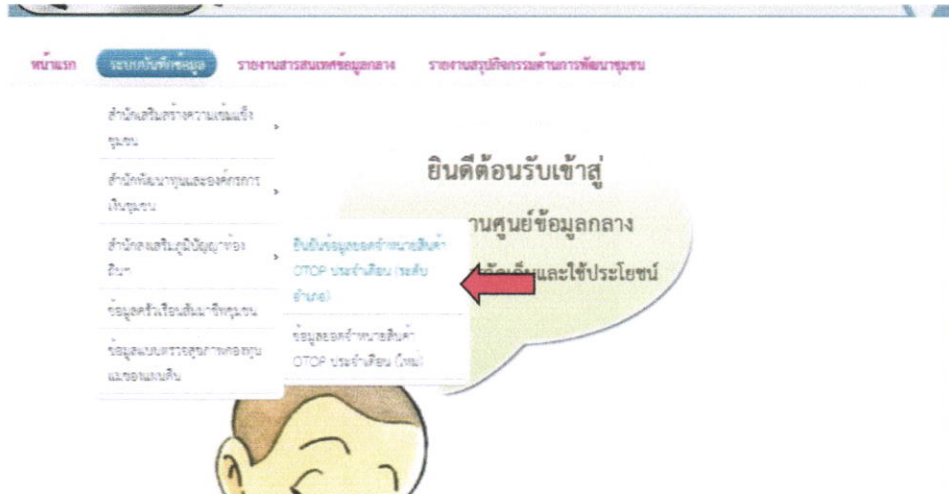 หน้าแรก ระบบบันทึกข้อมูล รายงานสารสนเทศข้อมูลกลาง รายงานสรุปกิจกรรมด้านการพัฒนาชุมชน
สำนักเสริมสร้างความเข้มแข็ง
ชุมชน
สำนักพัฒนาทุนและองค์กรการ
เงินชุมชน
สำนักส่งเสริมภูมิปัญญาท้อง
ถิ่นฯ
ข้อมูลครัวเรือนสัมมาชีพชุมชน
ข้อมูลแบบตรวจสุขภาพกองทุน
แม่ของแผ่นดิน
ยืนยันข้อมูลยอดจำหน่ายสินค้า
OTOP ประจำเดือน (ระดับ
อำเภอ)
ข้อมูลยอดจำหน่ายสินค้า
OTOP ประจำเดือน (ใหม่)
ยินดีต้อนรับเข้าสู่
านศูนย์ข้อมูลกลาง
จัดเก็บและใช้ประโยชน์